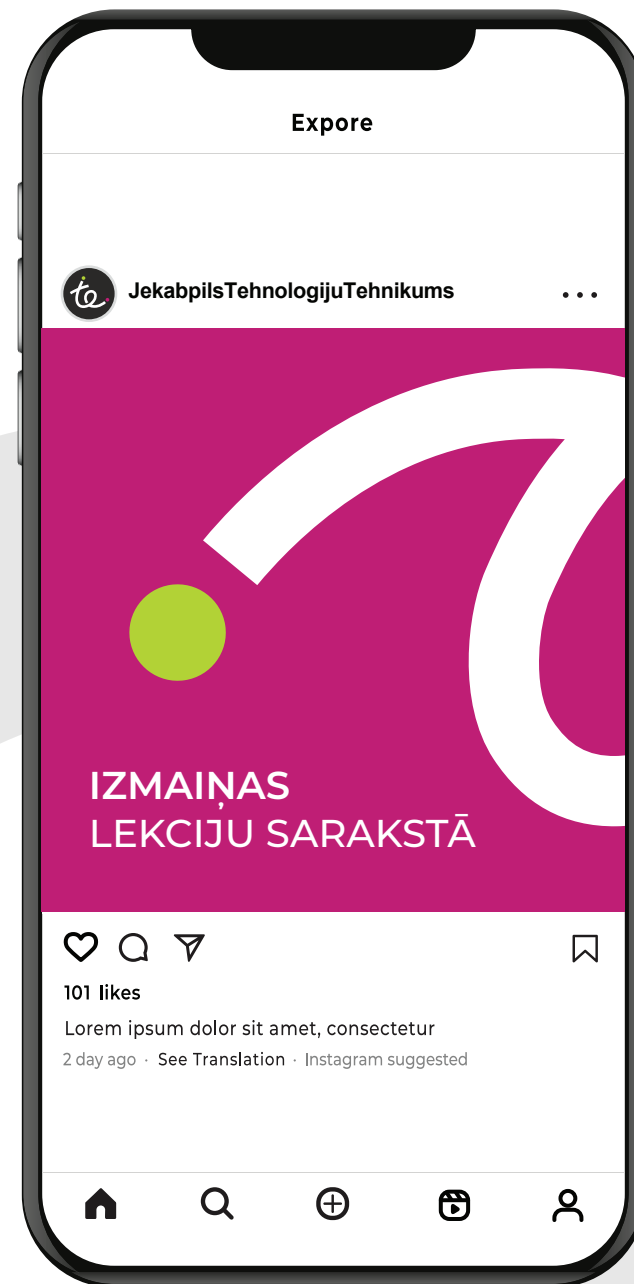 Expore
te
JekabpilsTehnologijuTehnikums
IZMAIŅAS
LEKCIJU SARAKSTĀ
101 likes
Lorem ipsum dolor sit amet, consectetur
2 day ago · See Translation · Instagram suggested